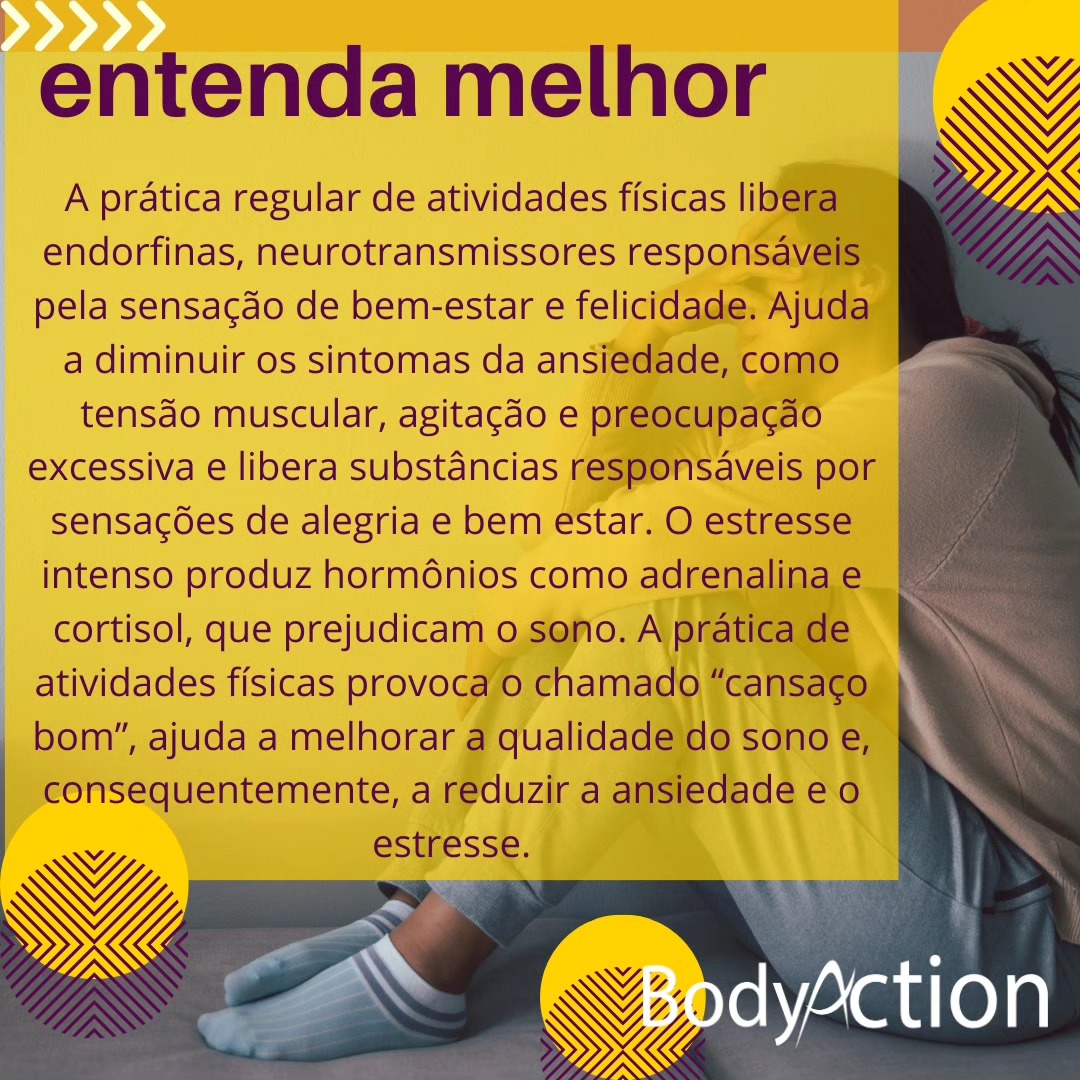 entenda melhor
A prática regular de atividades físicas libera
endorfinas, neurotransmissores responsáveis
pela sensação de bem-estar e felicidade. Ajuda
a diminuir os sintomas da ansiedade, como
tensão muscular, agitação e preocupação
excessiva e libera substâncias responsáveis por
sensações de alegria e bem estar. O estresse
intenso produz hormônios como adrenalina e
cortisol, que prejudicam o sono. A prática de
atividades físicas provoca o chamado “cansaço
bom”, ajuda a melhorar a qualidade do sono e,
consequentemente, a reduzir a ansiedade e o
estresse.
BodyAction